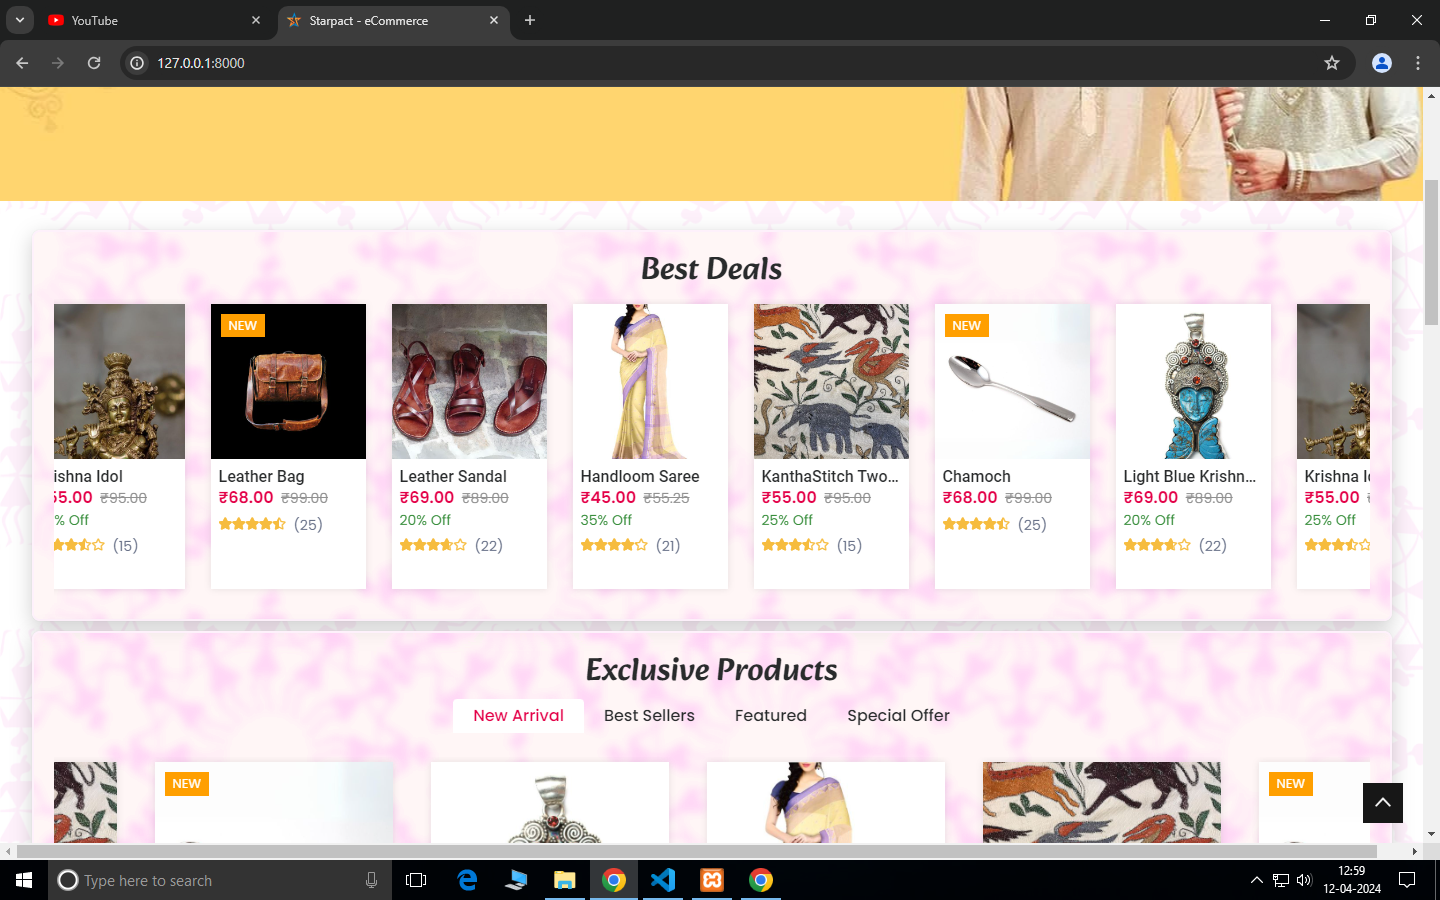 YouTube
Starpact - eCommerce
127.0.0.1:8000
Best Deals
NEW
NEW
ishna Idol
Leather Bag
Leather Sandal
Handloom Saree
KanthaStitch Two...
Chamoch
Light Blue Krishn...
Krishna I
55.00 ₹95.00
₹68.00 ₹99.00
₹69.00 ₹89.00
₹45.00 ₹55.25
₹55.00 ₹95.00
₹68.00 ₹99.00
₹69.00 ₹89.00
₹55.00
% Off
20% Off
35% Off
25% Off
20% Off
25% Off
(25)
(25)
(15)
(22)
(21)
(15)
(22)
Exclusive Products
New Arrival
Best Sellers
Featured
Special Offer
NEW
NEW
Type here to search
12:59
12-04-2024